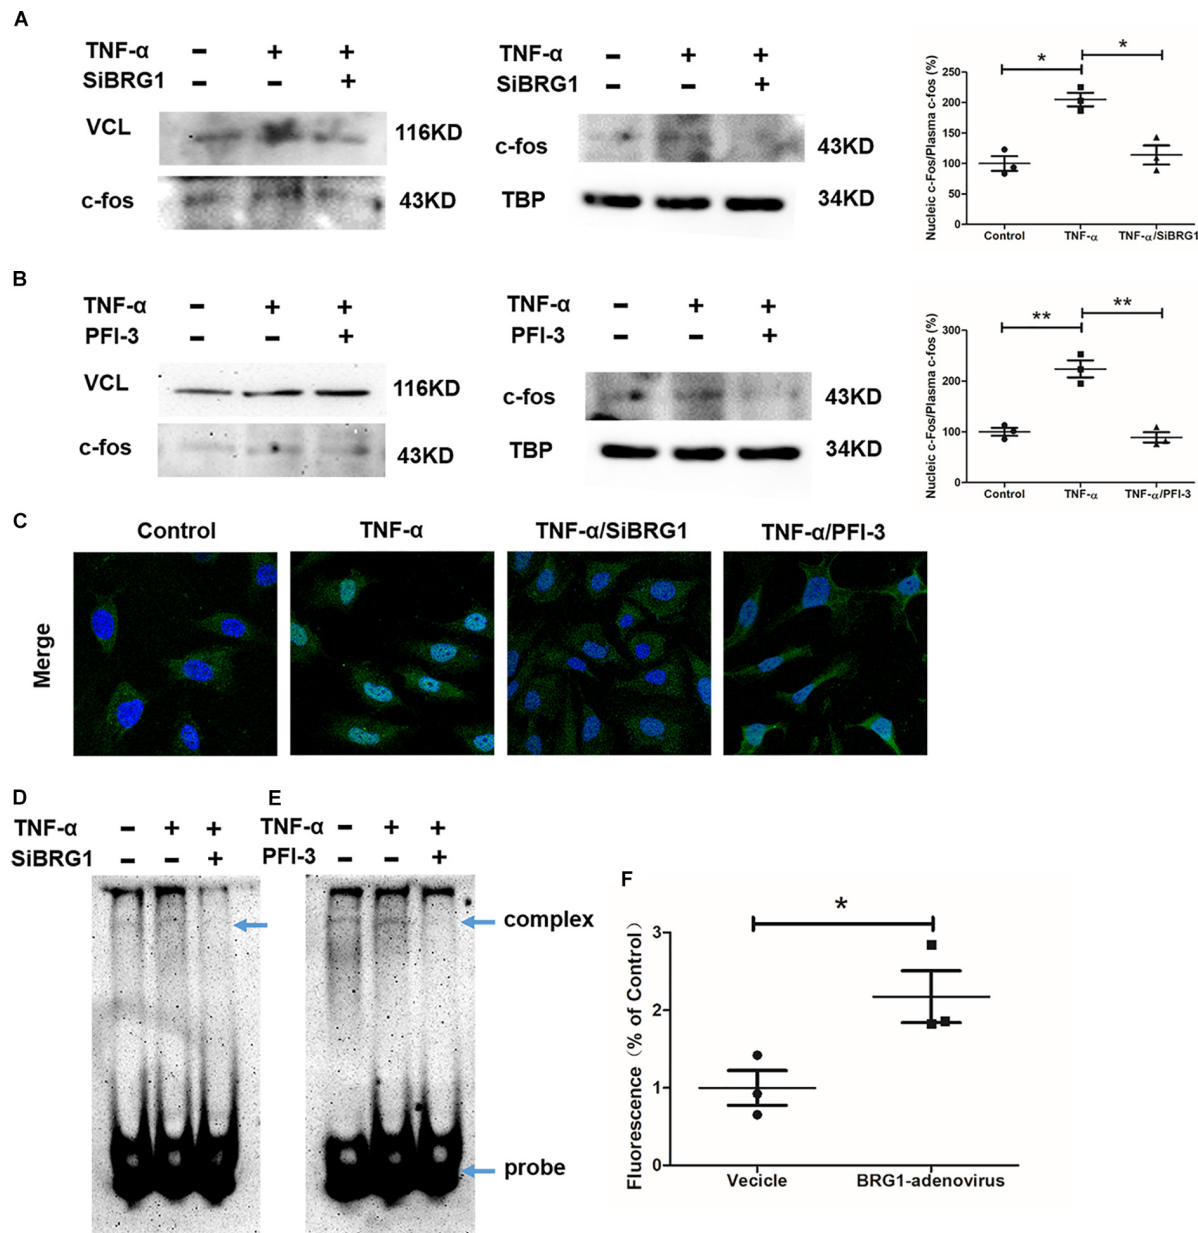 A
TNF-α - + +
SiBRG1 - - +
VCL 116KD
c-fos 43KD
TNF-α - + +
SiBRG1 - - +
c-fos 43KD
TBP 34KD
Nucleic c-Fos/Plasma c-fos (%)
250
200
150
100
50
0
* *
Control TNF-α TNF-α/SiBRG1
B
TNF-α - + +
PFI-3 - - +
VCL 116KD
c-fos 43KD
TNF-α - + +
PFI-3 - - +
c-fos 43KD
TBP 34KD
Nucleic c-Fos/Plasma c-fos (%)
300
200
100
0
** **
Control TNF-α TNF-α/PFI-3
C
Control TNF-α TNF-α/SiBRG1 TNF-α/PFI-3
Merge
D
TNF-α - + +
SiBRG1 - - +
E
TNF-α - + +
PFI-3 - - +
complex
probe
F
Fluorescence（% of Control）
3
2
1
0
*
Vecicle BRG1-adenovirus